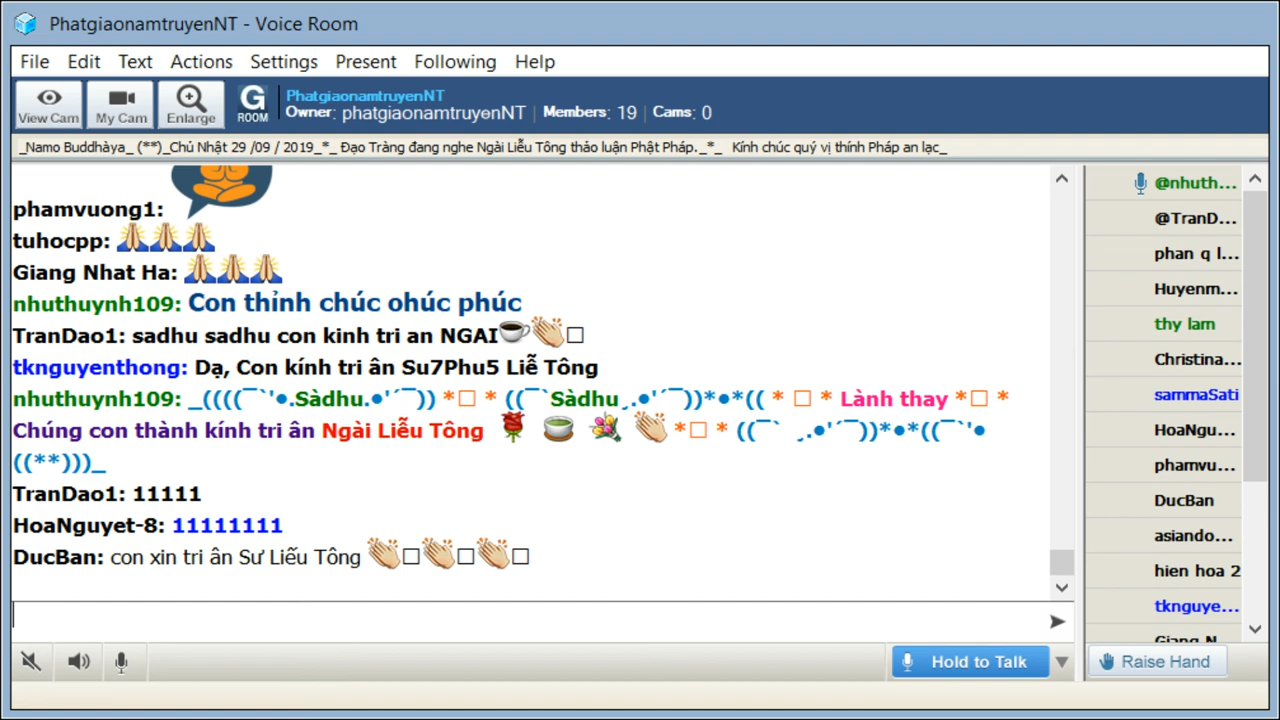 PhatgiaonamtruyenNT - Voice Room
File Edit Text Actions Settings Present Following Help
View Cam My Cam Enlarge G ROOM
PhatgiaonamtruyenNT
Owner: phatgiaonamtruyenNT | Members: 19 | Cams: 0
_Namo Buddhàya_ (**)_Chủ Nhật 29 /09 / 2019_*_ Đạo Tràng đang nghe Ngài Liễu Tông thảo luận Phật Pháp._*_ Kính chúc quý vị thính Pháp an lạc_
phamvuong1:
tuhocpp: 🙏🙏🙏
Giang Nhat Ha: 🙏🙏🙏
nhuthuynh109: Con thỉnh chúc ohúc phúc
TranDao1: sadhu sadhu con kinh tri an NGAI☕👏□
tknguyenthong: Dạ, Con kính tri ân Su7Phu5 Liễ Tông
nhuthuynh109: _((((¯`'●.Sàdhu.●'´¯)) *□ * ((¯`Sàdhu¸.●'´¯))*●*(( * □ * Lành thay *□ *
Chúng con thành kính tri ân Ngài Liễu Tông 🌹 🍵 💐 👏 *□ * ((¯` ¸.●'´¯))*●*((¯`'●
((**)))_
TranDao1: 11111
HoaNguyet-8: 11111111
DucBan: con xin tri ân Sư Liếu Tông 👏□👏□👏□
@nhuth...
@TranD...
phan q l...
Huyenm...
thy lam
Christina...
sammaSati
HoaNgu...
phamvu...
DucBan
asiando...
hien hoa 2
tknguye...
Giang N
Hold to Talk
Raise Hand